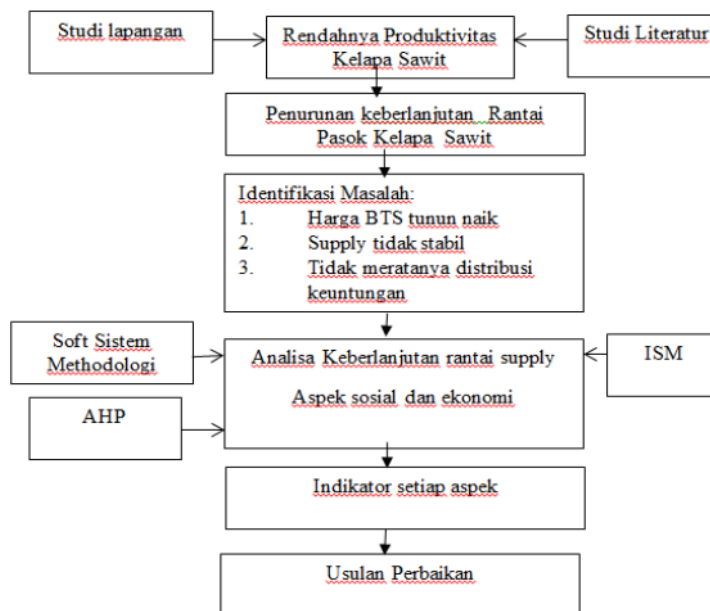 Studi lapangan
Rendahnya Produktivitas
Kelapa Sawit
Studi Literatur
Penurunan keberlanjutan Rantai
Pasok Kelapa Sawit
Identifikasi Masalah:
1. Harga BTS tunun naik
2. Supply tidak stabil
3. Tidak meratanya distribusi
keuntungan
Soft Sistem
Methodologi
Analisa Keberlanjutan rantai supply
Aspek sosial dan ekonomi
ISM
AHP
Indikator setiap aspek
Usulan Perbaikan